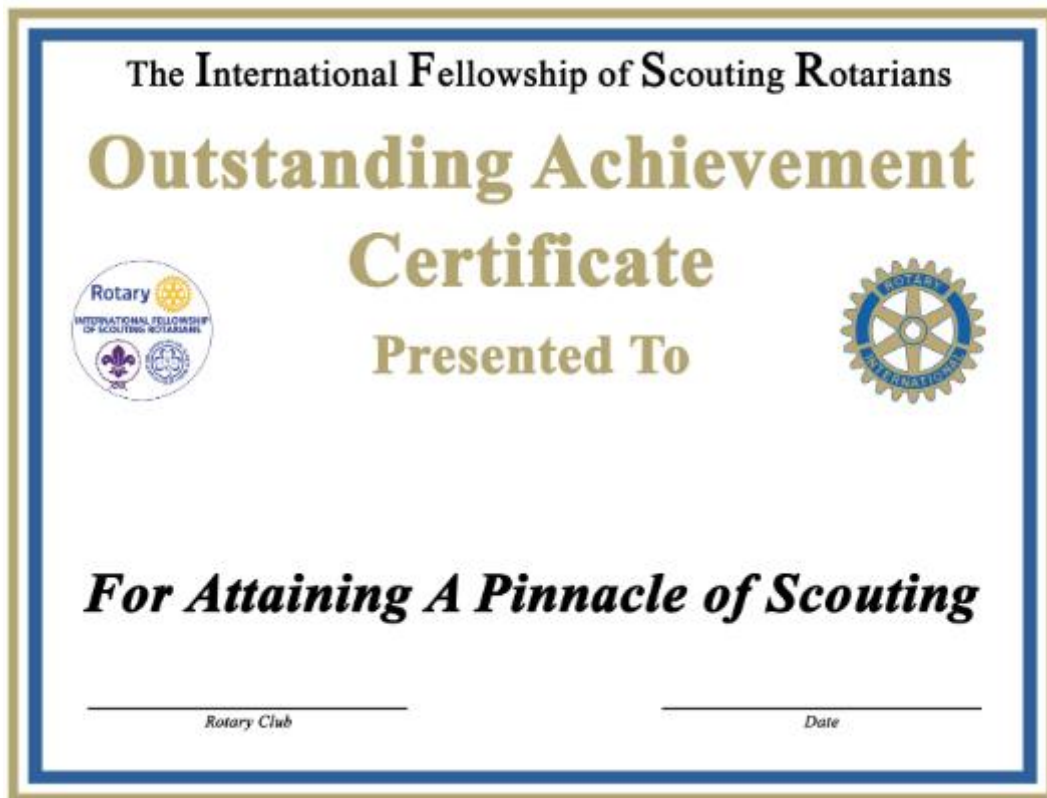 The International Fellowship of Scouting Rotarians
Outstanding Achievement
Certificate
Presented To
Rotary
INTERNATIONAL FELLOWSHIP
OF SCOUTING ROTARIANS
ROTARY
INTERNATIONAL
For Attaining A Pinnacle of Scouting
Rotary Club
Date